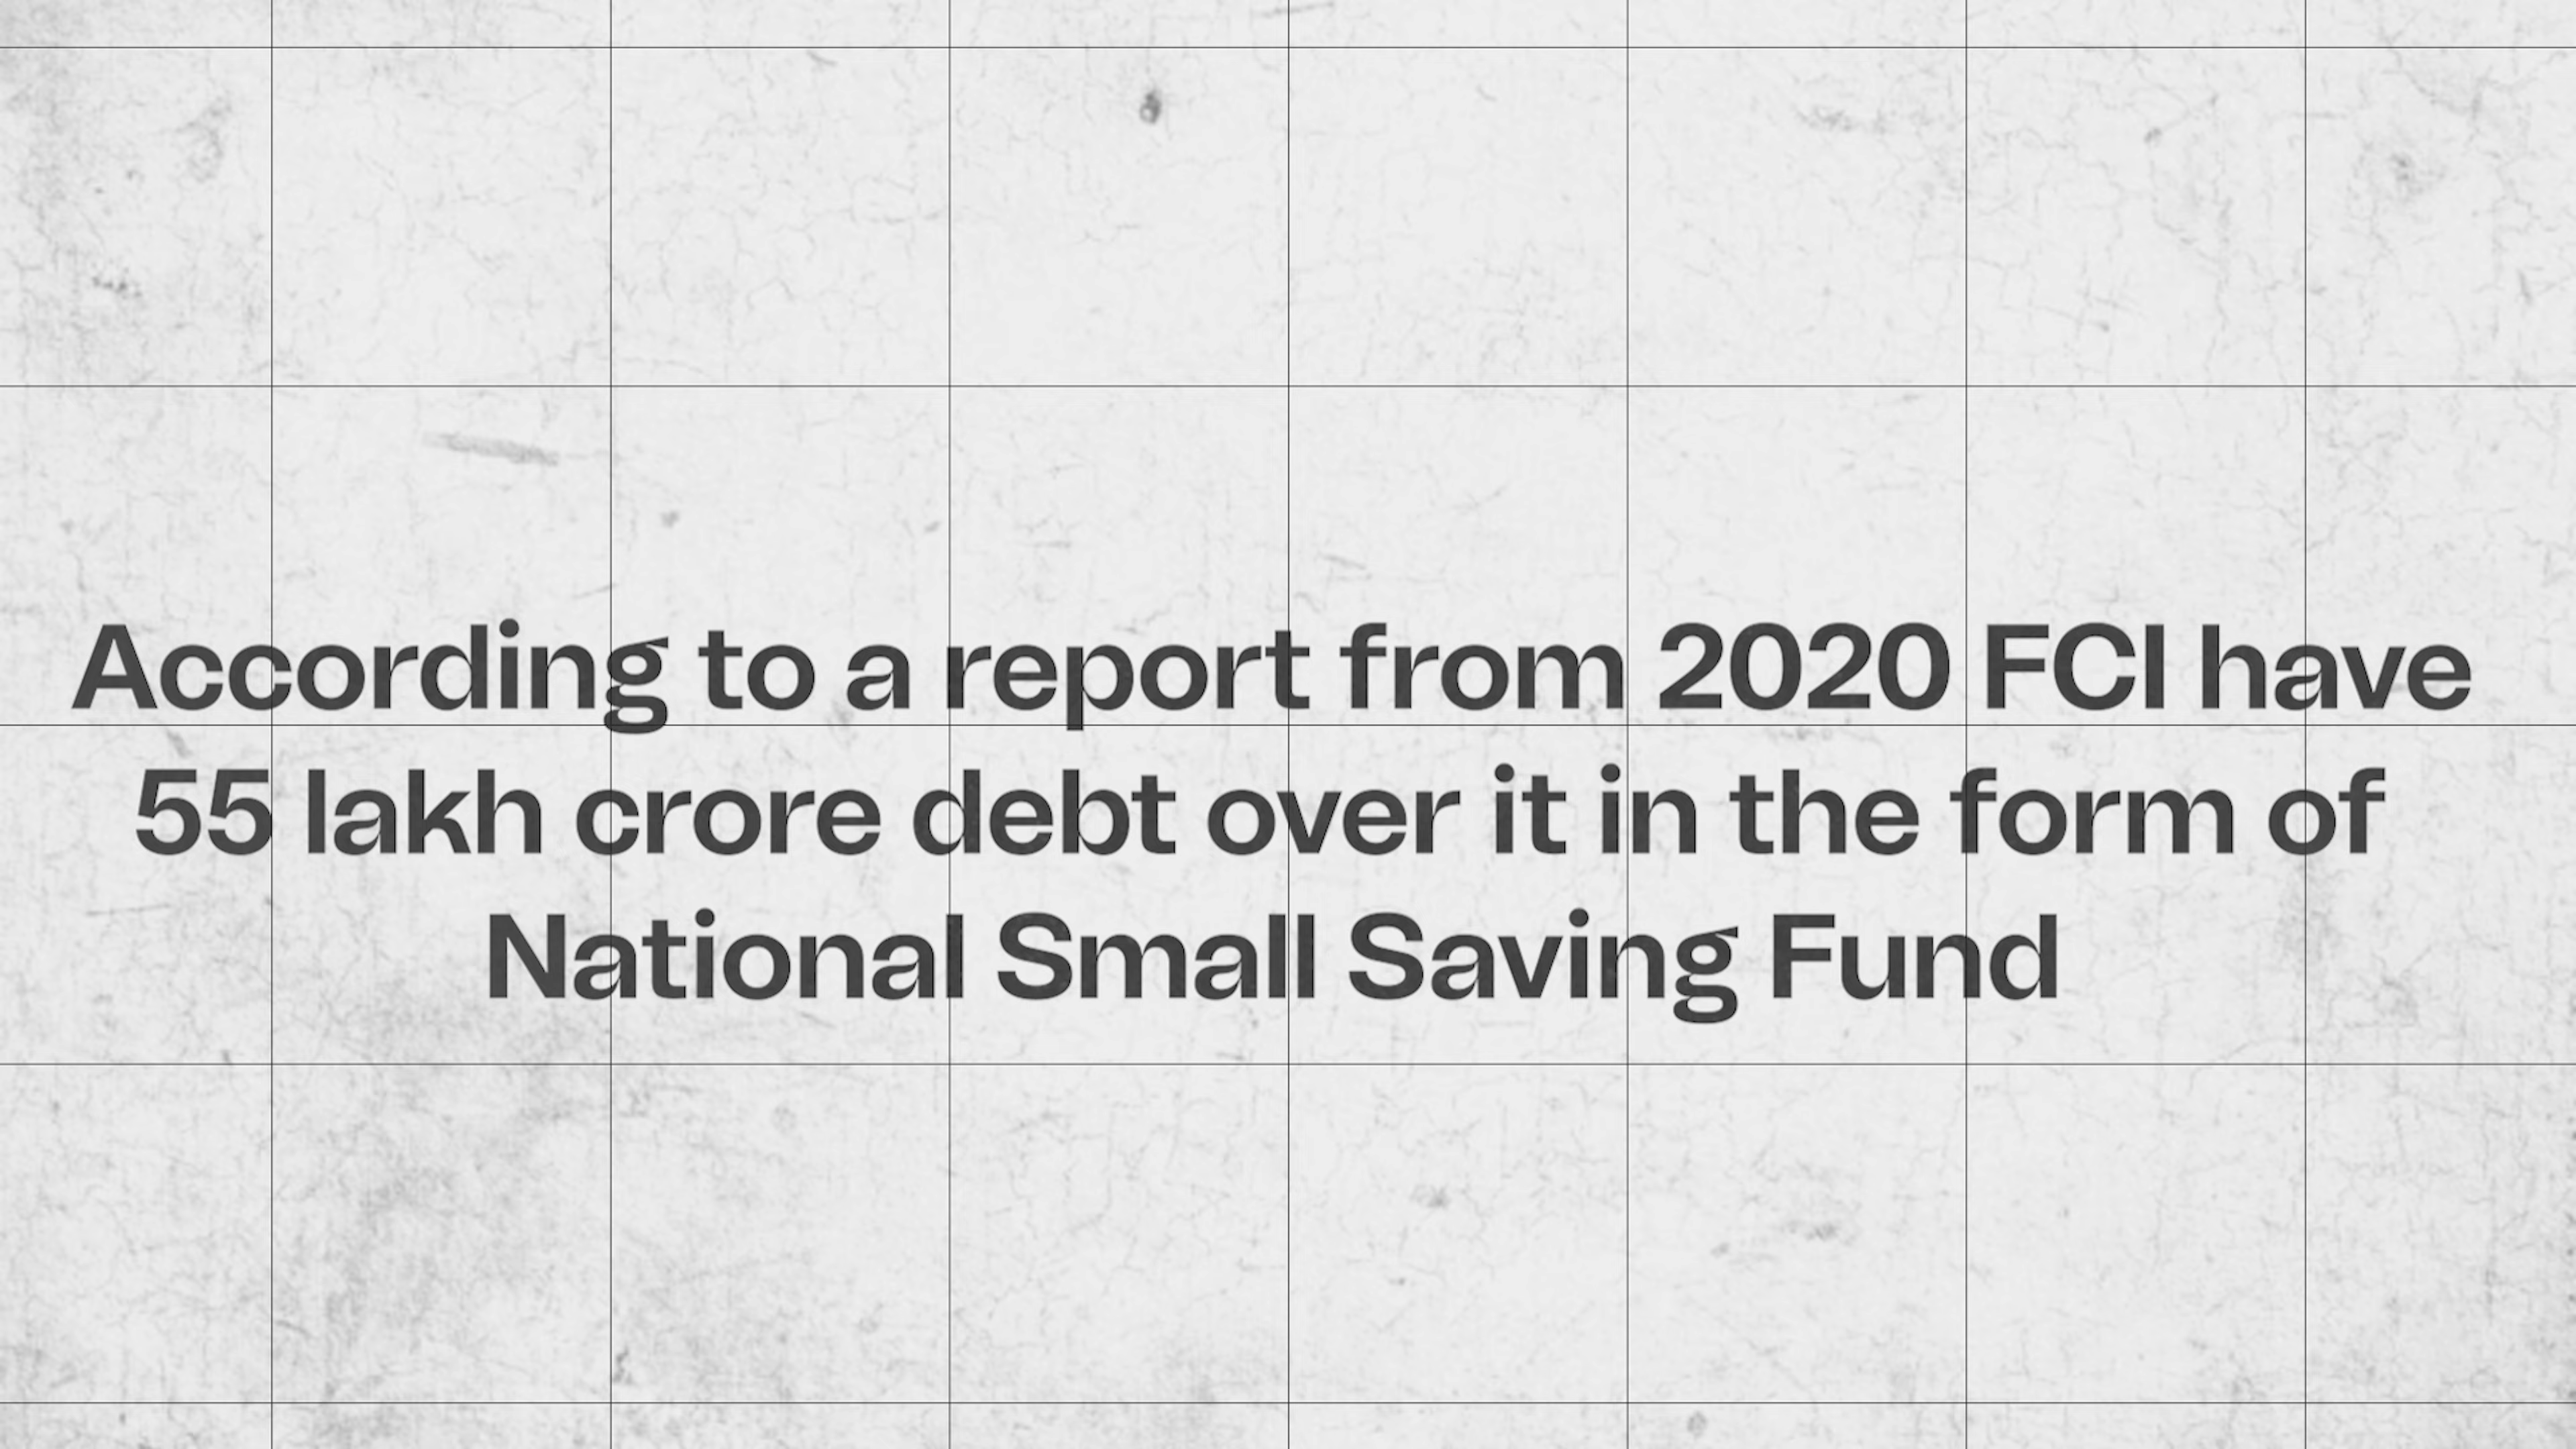 According to a report from 2020 FCI have
55 lakh crore debt over it in the form of
National Small Saving Fund